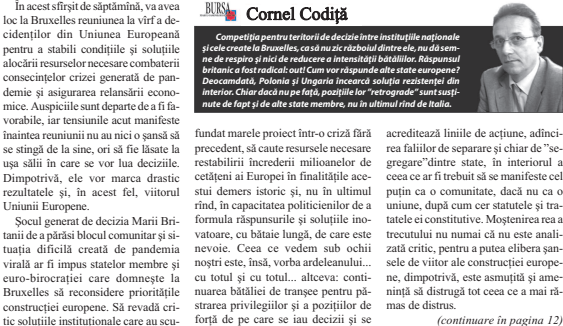 În acest sfîrșit de săptămînă, va avea
loc la Bruxelles reuniunea la vîrf a de-
cidenților din Uniunea Europeană
pentru a stabili condițiile și soluțiile
alocării resurselor necesare combaterii
consecințelor crizei generată de pan-
demie și asigurarea relansării econo-
mice. Auspiciile sunt departe de a fi fa-
vorabile, iar tensiunile acut manifeste
înaintea reuniunii nu au nici o șansă să
se stingă de la sine, ori să fie lăsate la
ușa sălii în care se vor lua deciziile.
Dimpotrivă, ele vor marca drastic
rezultatele și, în acest fel, viitorul
Uniunii Europene.
Șocul generat de decizia Marii Bri-
tanii de a părăsi blocul comunitar și si-
tuația dificilă creată de pandemia
virală ar fi impus statelor membre și
euro-birocrației care domnește la
Bruxelles să reconsidere prioritățile
construcției europene. Să revadă cri-
tic soluțiile instituționale care au scu-
BURSA
Cornel Codiță
Competiția pentru teritorii de decizie între instituțiile naționale
și cele create la Bruxelles, ca să nu zic războiul dintre ele, nu dă sem-
ne de respiro și nici de reducere a intensității bătăliilor. Răspunsul
britanic a fost radical: out! Cum vor răspunde alte state europene?
Deocamdată, Polonia și Ungaria încearcă soluția rezistenței din
interior. Chiar dacă nu pe față, pozițiile lor "retrograde" sunt susți-
nute de fapt și de alte state membre, nu în ultimul rînd de Italia.
fundat marele proiect într-o criză fără
precedent, să caute resursele necesare
restabilirii încrederii milioanelor de
cetățeni ai Europei în finalitățile ace-
stui demers istoric și, nu în ultimul
rînd, în capacitatea politicienilor de a
formula răspunsurile și soluțiile ino-
vatoare, cu bătaie lungă, de care este
nevoie. Ceea ce vedem sub ochii
noștri este, însă, vorba ardeleanului...
cu totul și cu totul... altceva: conti-
nuarea bătăliei de tranșee pentru pă-
strarea privilegiilor și a pozițiilor de
forță de pe care se iau decizii și se
acreditează liniile de acțiune, adînci-
rea faliilor de separare și chiar de "se-
gregare"dintre state, în interiorul a
ceea ce ar fi trebuit să se manifeste cel
puțin ca o comunitate, dacă nu ca o
uniune, după cum cer statutele și tra-
tatele ei constitutive. Moștenirea rea a
trecutului nu numai că nu este anali-
zată critic, pentru a putea elibera șan-
sele de viitor ale construcției europe-
ne, dimpotrivă, este asmuțită și ame-
nință să distrugă tot ceea ce a mai ră-
mas de distrus.
(continuare în pagina 12)